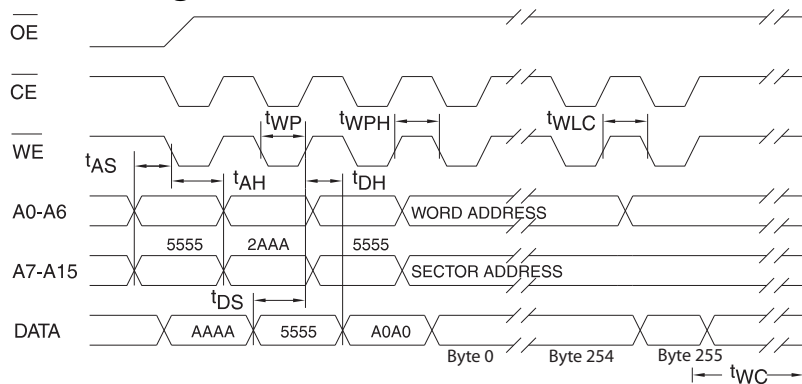 OE
CE
tWP tWPH tWLC
WE
tAS tAH tDH
A0-A6 WORD ADDRESS
5555 2AAA 5555
A7-A15 SECTOR ADDRESS
tDS
DATA AAAA 5555 A0A0
Byte 0 Byte 254 Byte 255
tWC